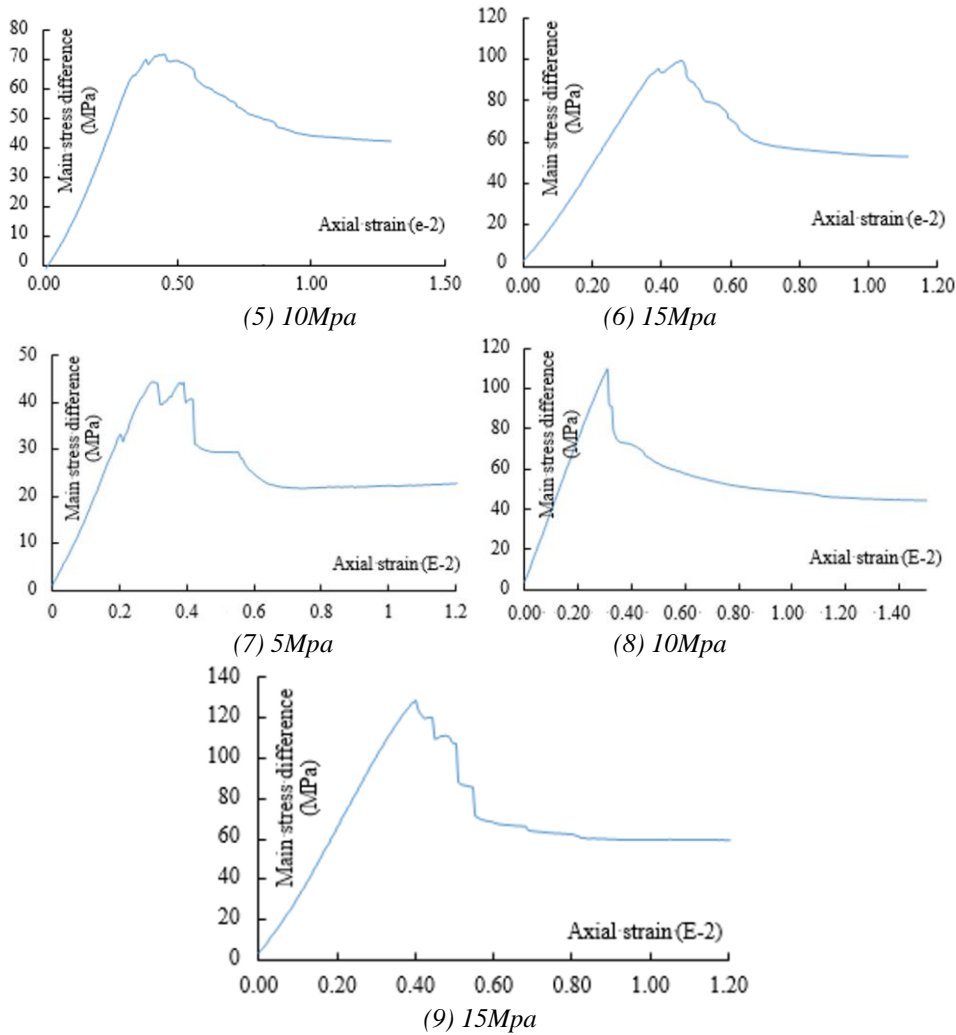 80
70
60
50
40
30
20
10
0
Main stress difference
(MPa)
Axial strain (e-2)
0.00 0.50 1.00 1.50
(5) 10Mpa
120
100
80
60
40
20
0
Main stress difference
(MPa)
Axial strain (e-2)
0.00 0.20 0.40 0.60 0.80 1.00 1.20
(6) 15Mpa
50
40
30
20
10
0
Main stress difference
(MPa)
Axial strain (E-2)
0 0.2 0.4 0.6 0.8 1 1.2
(7) 5Mpa
120
100
80
60
40
20
0
Main stress difference
(MPa)
Axial strain (E-2)
0.00 0.20 0.40 0.60 0.80 1.00 1.20 1.40
(8) 10Mpa
140
120
100
80
60
40
20
0
Main stress difference
(MPa)
Axial strain (E-2)
0.00 0.20 0.40 0.60 0.80 1.00 1.20
(9) 15Mpa